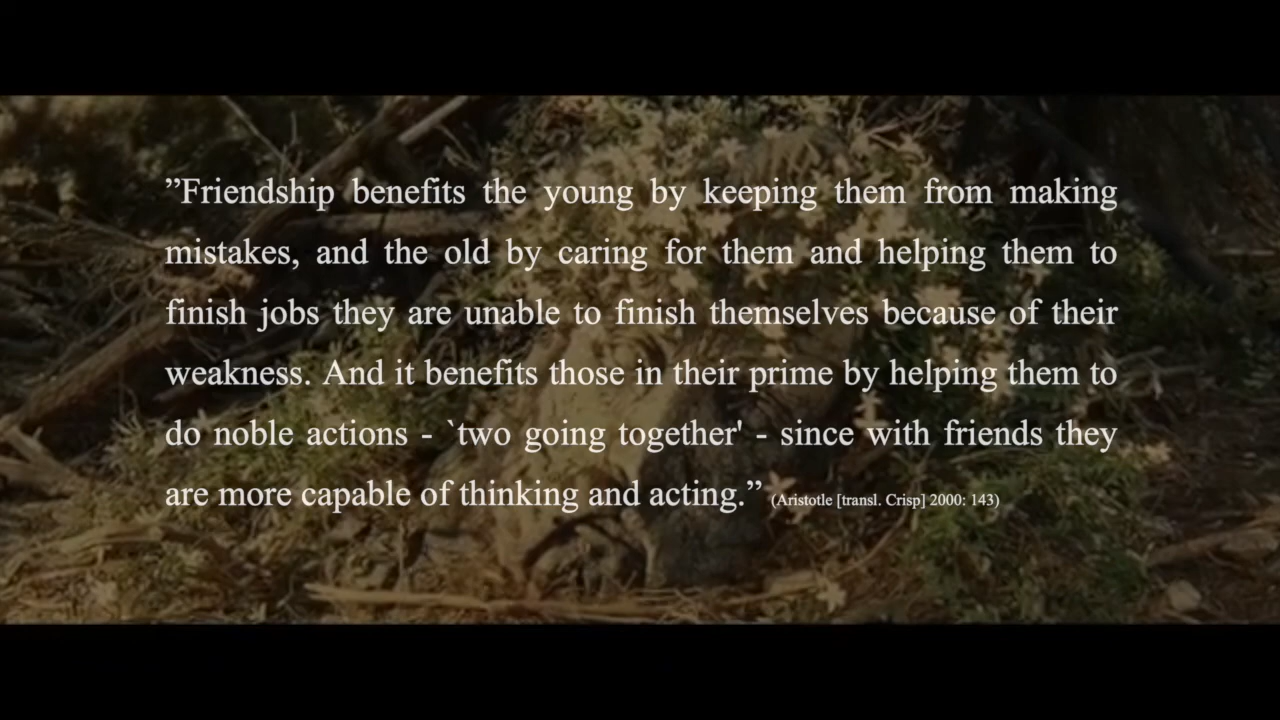 ”Friendship benefits the young by keeping them from making
mistakes, and the old by caring for them and helping them to
finish jobs they are unable to finish themselves because of their
weakness. And it benefits those in their prime by helping them to
do noble actions - `two going together' - since with friends they
are more capable of thinking and acting.” (Aristotle [transl. Crisp] 2000: 143)